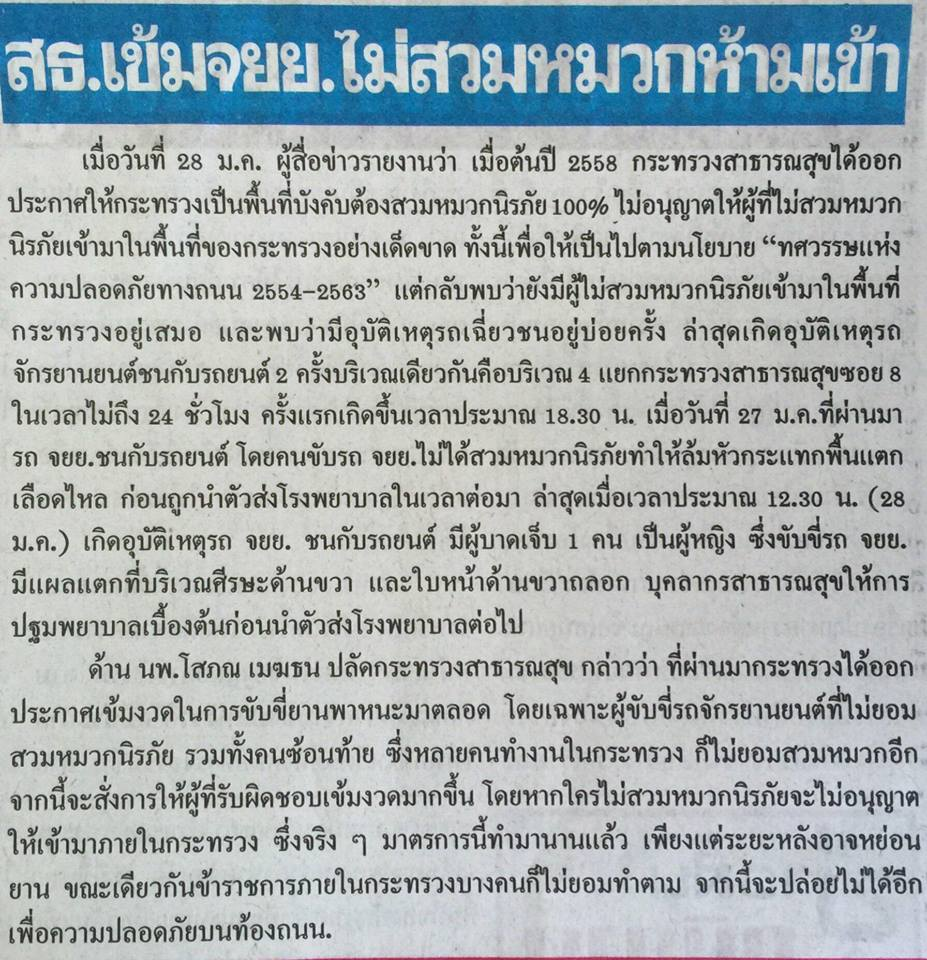 สธ.เข้มจยย.ไม่สวมหมวกห้ามเข้า
เมื่อวันที่ 28 ม.ค. ผู้สื่อข่าวรายงานว่า เมื่อต้นปี 2558 กระทรวงสาธารณสุขได้ออก
ประกาศให้กระทรวงเป็นพื้นที่บังคับต้องสวมหมวกนิรภัย 100% ไม่อนุญาตให้ผู้ที่ไม่สวมหมวก
นิรภัยเข้ามาในพื้นที่ของกระทรวงอย่างเด็ดขาด ทั้งนี้เพื่อให้เป็นไปตามนโยบาย “ทศวรรษแห่ง
ความปลอดภัยทางถนน 2554-2563” แต่กลับพบว่ายังมีผู้ไม่สวมหมวกนิรภัยเข้ามาในพื้นที่
กระทรวงอยู่เสมอ และพบว่ามีอุบัติเหตุรถเฉี่ยวชนอยู่บ่อยครั้ง ล่าสุดเกิดอุบัติเหตุรถ
จักรยานยนต์ชนกับรถยนต์ 2 ครั้งบริเวณเดียวกันคือบริเวณ 4 แยกกระทรวงสาธารณสุขซอย 8
ในเวลาไม่ถึง 24 ชั่วโมง ครั้งแรกเกิดขึ้นเวลาประมาณ 18.30 น. เมื่อวันที่ 27 ม.ค.ที่ผ่านมา
รถ จยย.ชนกับรถยนต์ โดยคนขับรถ จยย.ไม่ได้สวมหมวกนิรภัยทำให้ล้มหัวกระแทกพื้นแตก
เลือดไหล ก่อนถูกนำตัวส่งโรงพยาบาลในเวลาต่อมา ล่าสุดเมื่อเวลาประมาณ 12.30 น. (28
ม.ค.) เกิดอุบัติเหตุรถ จยย. ชนกับรถยนต์ มีผู้บาดเจ็บ 1 คน เป็นผู้หญิง ซึ่งขับขี่รถ จยย.
มีแผลแตกที่บริเวณศีรษะด้านขวา และใบหน้าด้านขวาถลอก บุคลากรสาธารณสุขให้การ
ปฐมพยาบาลเบื้องต้นก่อนนำตัวส่งโรงพยาบาลต่อไป
ด้าน นพ.โสภณ เมฆธน ปลัดกระทรวงสาธารณสุข กล่าวว่า ที่ผ่านมากระทรวงได้ออก
ประกาศเข้มงวดในการขับขี่ยานพาหนะมาตลอด โดยเฉพาะผู้ขับขี่รถจักรยานยนต์ที่ไม่ยอม
สวมหมวกนิรภัย รวมทั้งคนซ้อนท้าย ซึ่งหลายคนทำงานในกระทรวง ก็ไม่ยอมสวมหมวกอีก
จากนี้จะสั่งการให้ผู้ที่รับผิดชอบเข้มงวดมากขึ้น โดยหากใครไม่สวมหมวกนิรภัยจะไม่อนุญาต
ให้เข้ามาภายในกระทรวง ซึ่งจริง ๆ มาตรการนี้ทำมานานแล้ว เพียงแต่ระยะหลังอาจหย่อน
ยาน ขณะเดียวกันข้าราชการภายในกระทรวงบางคนก็ไม่ยอมทำตาม จากนี้จะปล่อยไม่ได้อีก
เพื่อความปลอดภัยบนท้องถนน.